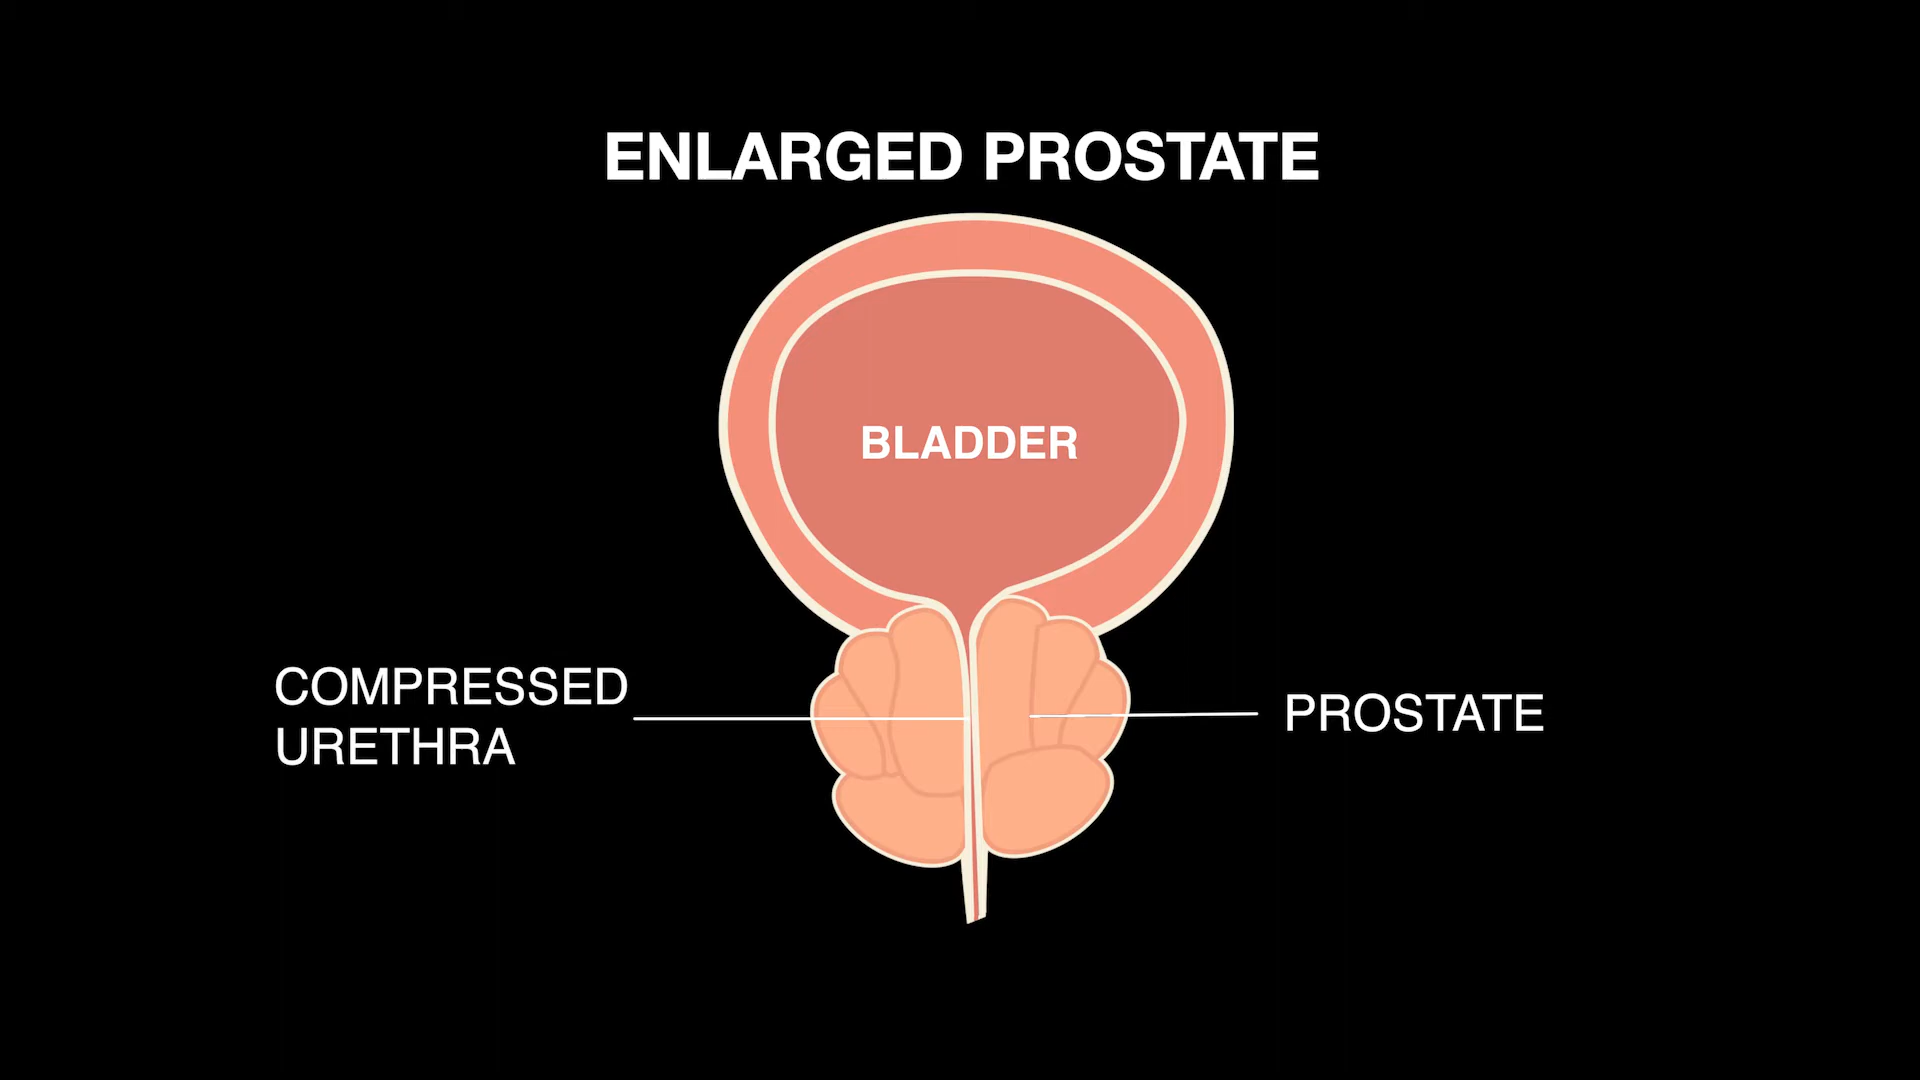 ENLARGED PROSTATE
BLADDER
COMPRESSED
URETHRA
PROSTATE